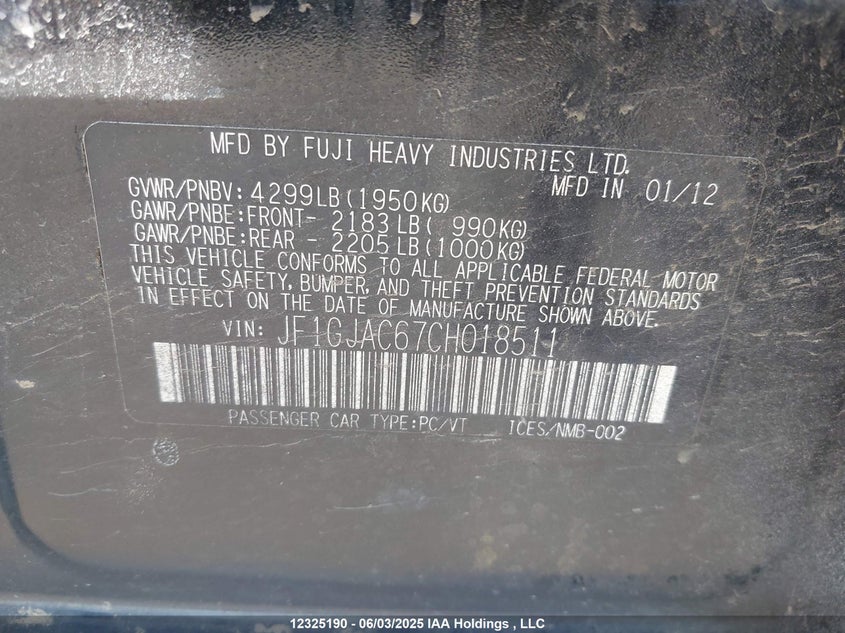 MFD BY FUJI HEAVY INDUSTRIES LTD.
MFD IN 01/12
GVWR/PNBV: 4299LB (1950KG)
GAWR/PNBE:FRONT- 2183 LB( 990KG)
GAWR/PNBE:REAR - 2205 LB(1000KG)
THIS VEHICLE CONFORMS TO ALL APPLICABLE FEDERAL MOTOR
VEHICLE SAFETY, BUMPER, AND THEFT PREVENTION STANDARDS
IN EFFECT ON THE DATE OF MANUFACTURE SHOWN ABOVE.
VIN: JF1GJAC67CH018511
PASSENGER CAR TYPE:PC/VT ICES/NMB-002
12325190 - 06/03/2025 IAA Holdings , LLC